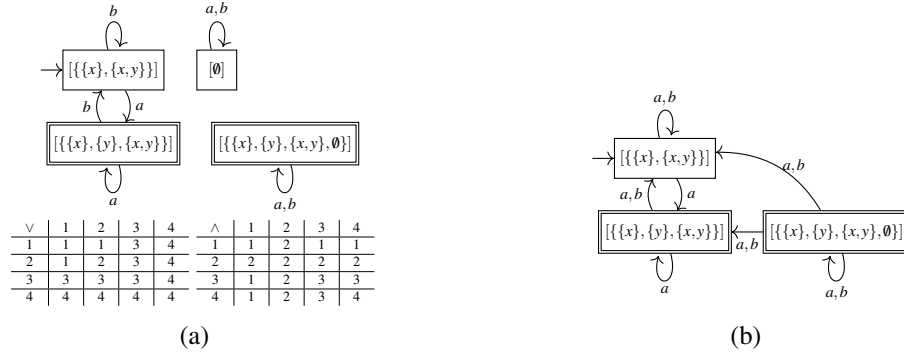 b
a,b
[{{x},{x,y}}]
[∅]
b
a
[{{x},{y},{x,y}}]
[{{x},{y},{x,y},∅}]
a
a,b
∨ 1 2 3 4
1 1 1 3 4
2 1 2 3 4
3 3 3 3 4
4 4 4 4 4
∧ 1 2 3 4
1 1 2 1 1
2 2 2 2 2
3 1 2 3 3
4 1 2 3 4
(a)
a,b
[{{x},{x,y}}]
a,b
a,b
a
[{{x},{y},{x,y}}]
a,b
[{{x},{y},{x,y},∅}]
a
a,b
(b)